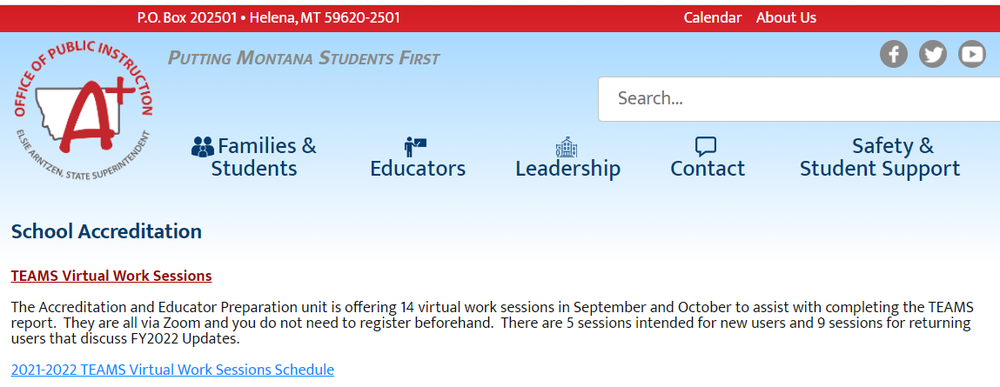 P.O. Box 202501 • Helena, MT 59620-2501
Calendar About Us
OFFICE OF PUBLIC INSTRUCTION
A+
ELSIE ARNTZEN, STATE SUPERINTENDENT
PUTTING MONTANA STUDENTS FIRST
Search...
Families &
Students
Educators
Leadership
Contact
Safety &
Student Support
School Accreditation
TEAMS Virtual Work Sessions
The Accreditation and Educator Preparation unit is offering 14 virtual work sessions in September and October to assist with completing the TEAMS
report. They are all via Zoom and you do not need to register beforehand. There are 5 sessions intended for new users and 9 sessions for returning
users that discuss FY2022 Updates.
2021-2022 TEAMS Virtual Work Sessions Schedule